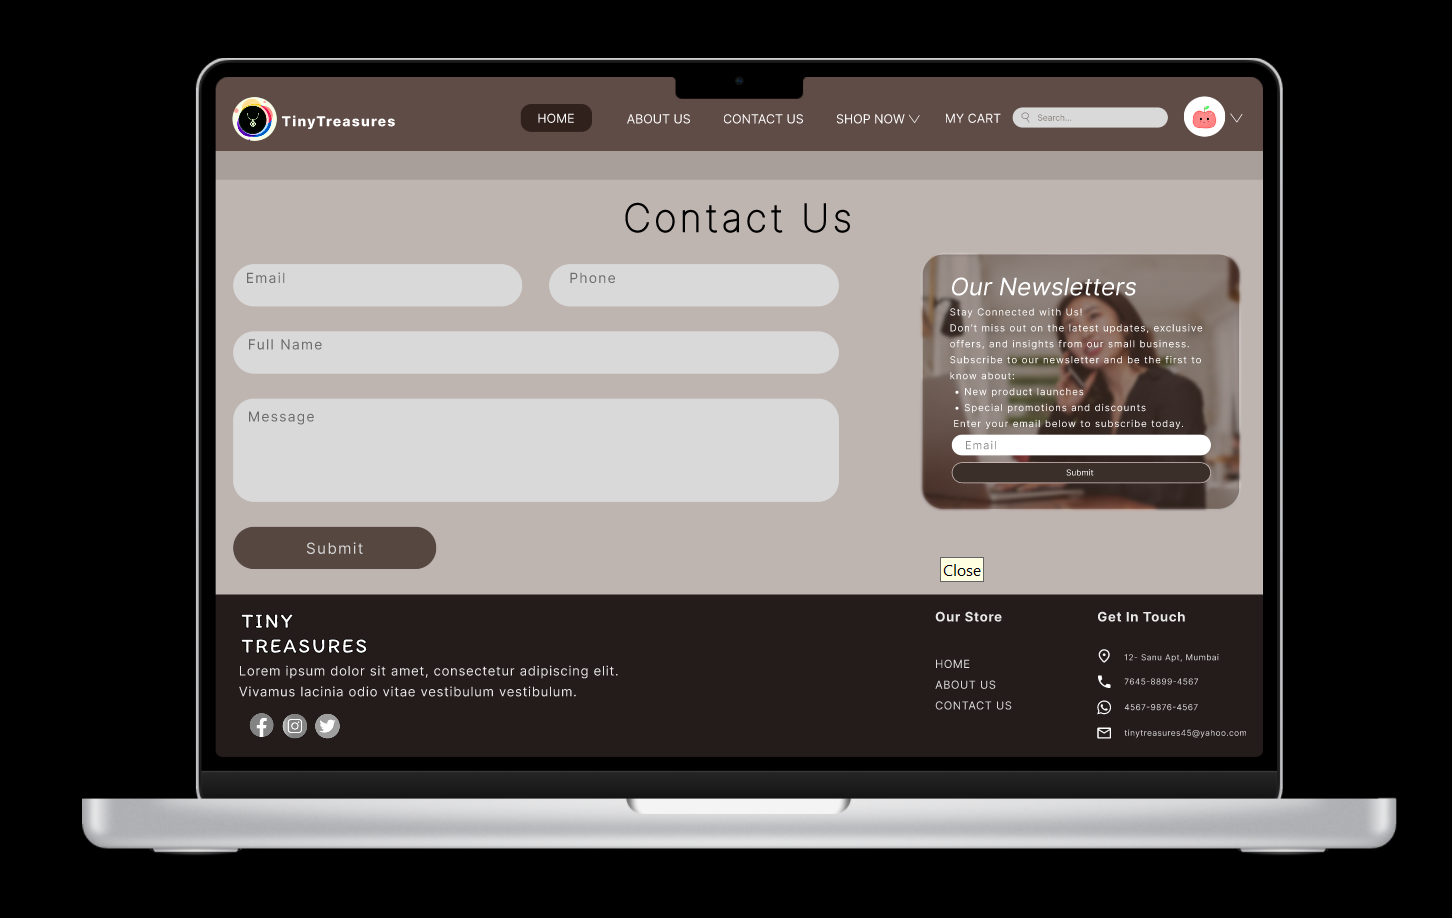 TinyTreasures
HOME
ABOUT US
CONTACT US
SHOP NOW
MY CART
Search...
Contact Us
Email
Phone
Full Name
Message
Submit
Our Newsletters
Stay Connected with Us!
Don't miss out on the latest updates, exclusive
offers, and insights from our small business.
Subscribe to our newsletter and be the first to
know about:
• New product launches
• Special promotions and discounts
Enter your email below to subscribe today.
Email
Submit
Close
TINY
TREASURES
Lorem ipsum dolor sit amet, consectetur adipiscing elit.
Vivamus lacinia odio vitae vestibulum vestibulum.
Our Store
HOME
ABOUT US
CONTACT US
Get In Touch
12- Sanu Apt, Mumbai
7645-8899-4567
4567-9876-4567
tinytreasures45@yahoo.com